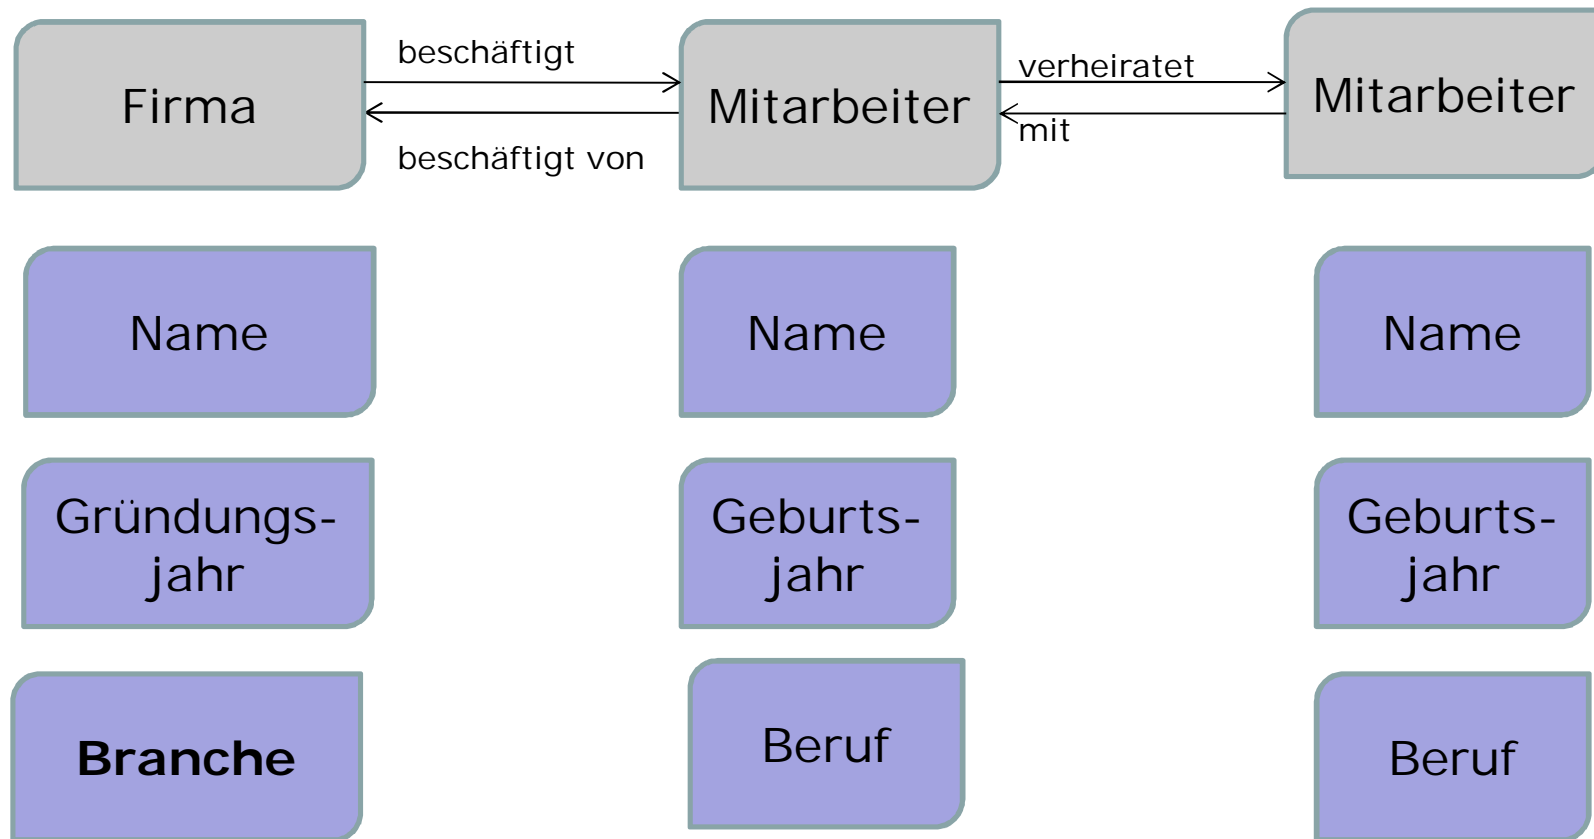 Firma
beschäftigt
beschäftigt von
Mitarbeiter
verheiratet
mit
Mitarbeiter
Name
Name
Name
Gründungs-
jahr
Geburts-
jahr
Geburts-
jahr
Branche
Beruf
Beruf